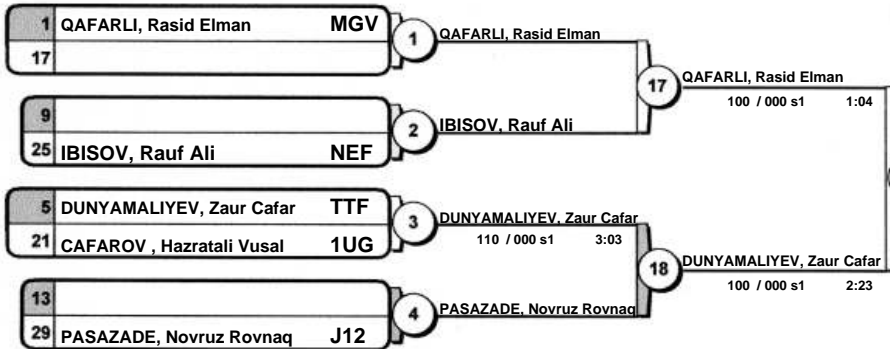 1 QAFARLI, Rasid Elman MGV
17
1
QAFARLI, Rasid Elman
9
25 IBISOV, Rauf Ali NEF
2
IBISOV, Rauf Ali
17
QAFARLI, Rasid Elman
100 / 000 s1 1:04
5 DUNYAMALIYEV, Zaur Cafar TTF
21 CAFAROV , Hazratali Vusal 1UG
3
DUNYAMALIYEV, Zaur Cafar
110 / 000 s1 3:03
13
29 PASAZADE, Novruz Rovnaq J12
4
PASAZADE, Novruz Rovnaq
18
DUNYAMALIYEV, Zaur Cafar
100 / 000 s1 2:23